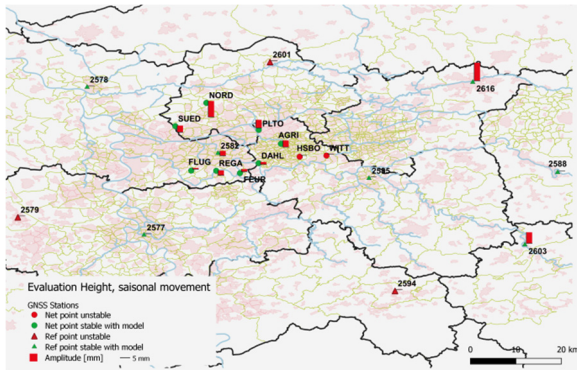 2601
2578
2616
NORD
SUED
PLTO
AGRI
2582
HSBO
WITT
FLUG
REGA
DAHL
FLUP
2585
2588
2579
2577
2603
2594
Evaluation Height, saisonal movement
GNSS Stations
Net point unstable
Net point stable with model
Ref point unstable
Ref point stable with model
Amplitude [mm] 5 mm
0 10 20 km